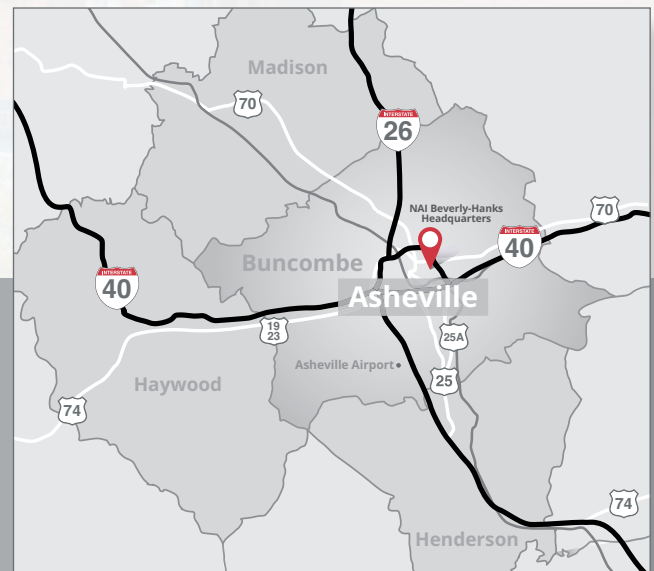 Madison
70
INTERSTATE
26
NAI Beverly-Hanks
Headquarters
70
INTERSTATE
40
Buncombe
INTERSTATE
40
Asheville
19
23
25A
Asheville Airport
25
Haywood
74
74
Henderson